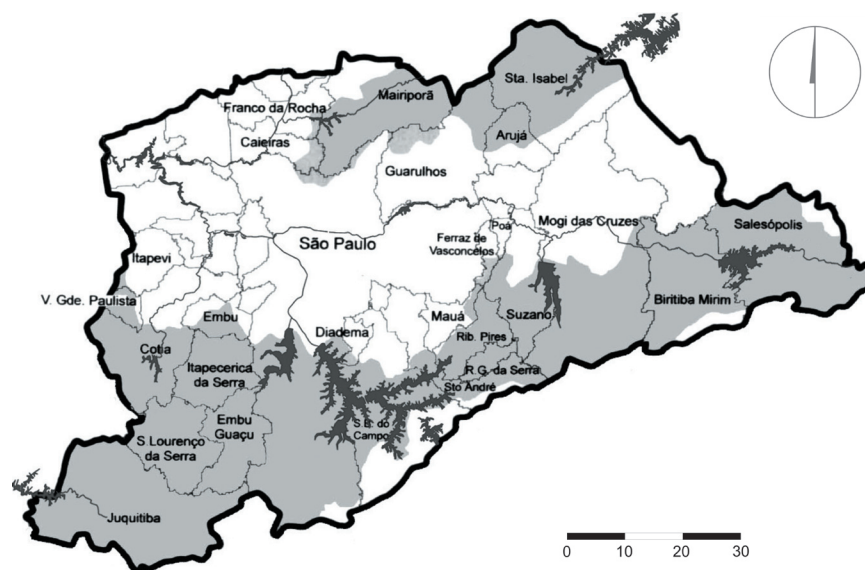 Sta. Isabel
Mairiporã
Franco da Rocha
Arujá
Caieiras
Guarulhos
Mogi das Cruzes
Salesópolis
Poá
São Paulo
Ferraz de
Vasconcelos
Itapevi
V. Gde. Paulista
Biritiba Mirim
Embu
Mauá
Suzano
Diadema
Rib. Pires
Cotia
Itapecerica
da Serra
R.G. da Serra
Sto André
Embu
Guaçu
S.B. do
Campo
S.Lourenço
da Serra
Juquitiba
0 10 20 30